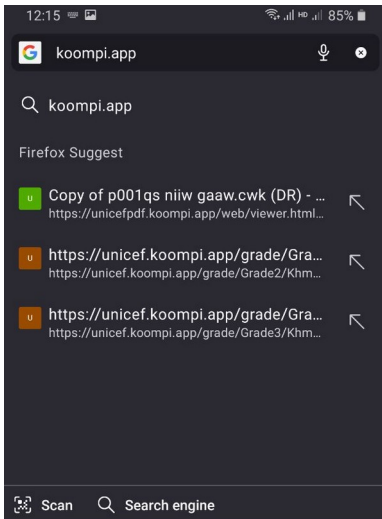 12:15 HD 85%
G koompi.app
koompi.app
Firefox Suggest
U Copy of p001qs niiw gaaw.cwk (DR) - ...
https://unicefpdf.koompi.app/web/viewer.html...
U https://unicef.koompi.app/grade/Gra...
https://unicef.koompi.app/grade/Grade2/Khm...
U https://unicef.koompi.app/grade/Gra...
https://unicef.koompi.app/grade/Grade3/Khm...
Scan Search engine